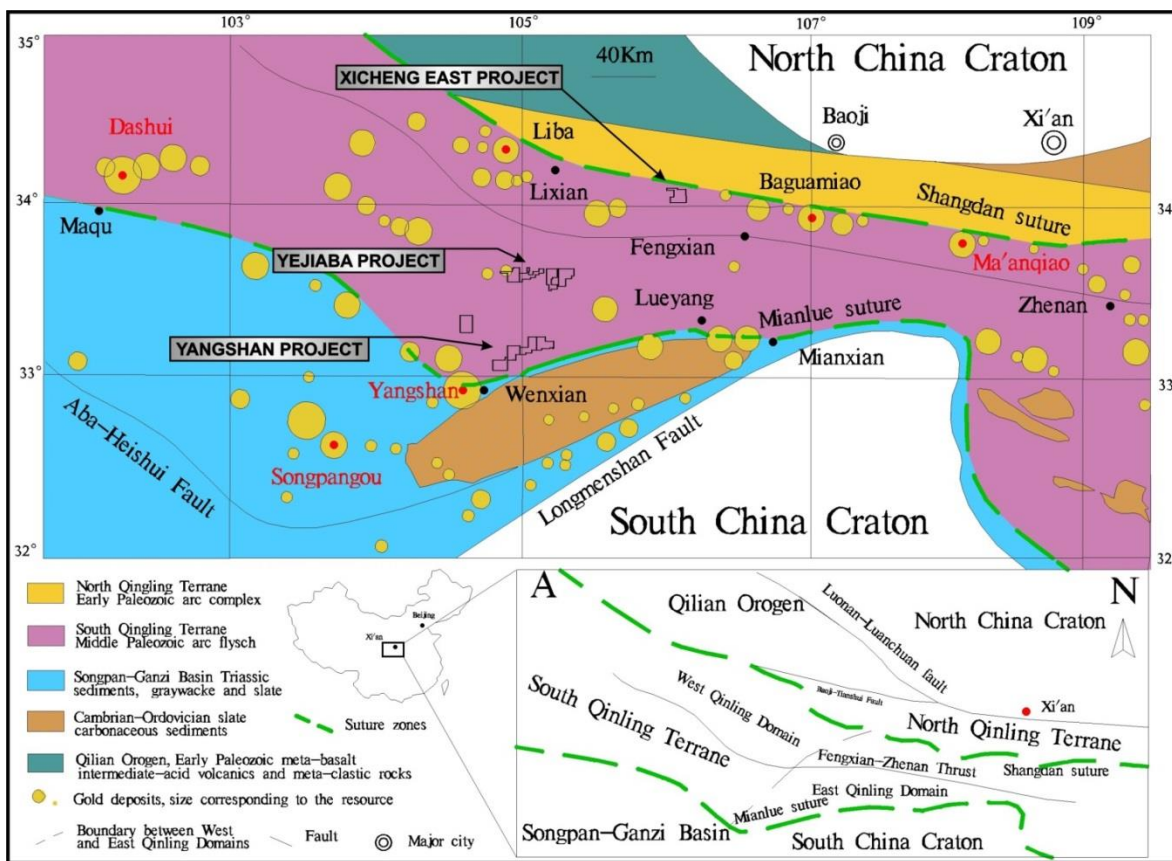 103° 105° 107° 109°
35°
40Km
North China Craton
XICHENG EAST PROJECT
Baoji
Xi'an
Dashui
Liba
Lixian
Baguamiao
Shangdan suture
34°
34
Maqu
Fengxian
YEJIABA PROJECT
Ma'anqiao
Lueyang
Mianlue suture
Zhenan
YANGSHAN PROJECT
Mianxian
33°
33
Yangshan
Wenxian
Aba-Heishui Fault
Songpangou
Longmenshan Fault
South China Craton
32°
32
North Qingling Terrane
Early Paleozoic arc complex
South Qingling Terrane
Middle Paleozoic arc flysch
Songpan-Ganzi Basin Triassic
sediments, graywacke and slate
Cambrian-Ordovician slate
carbonaceous sediments
Suture zones
Qilian Orogen, Early Paleozoic meta-basalt
intermediate-acid volcanics and meta-clastic rocks
Gold deposits, size corresponding to the resource
Boundary between West
and East Qinling Domains
Fault
Major city
Beijing
Xi'an
A
N
Qilian Orogen
Luonan-Luanchuan fault
North China Craton
South Qinling Terrane
West Qinling Domain
Xi'an
North Qinling Terrane
Fengxian-Zhenan Thrust
Shangdan suture
East Qinling Domain
Mianlue suture
Songpan-Ganzi Basin
South China Craton